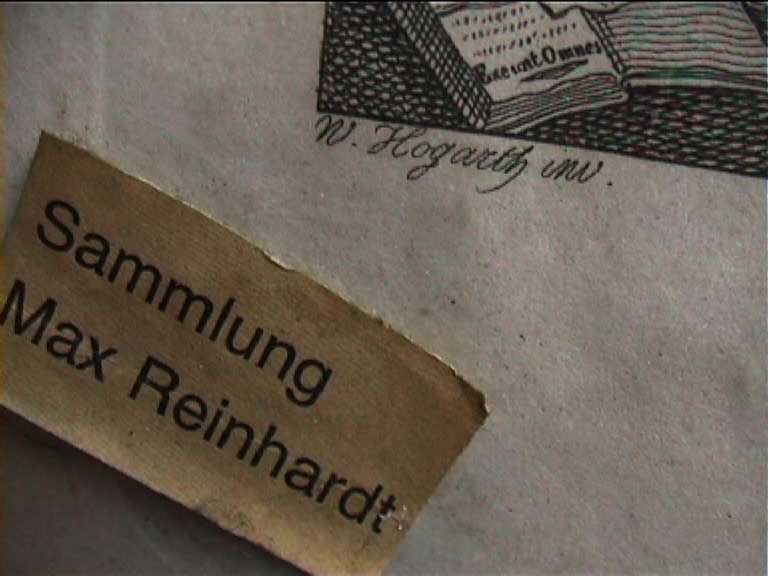 Exeunt Omnes
W. Hogarth inv.
Sammlung
Max Reinhardt